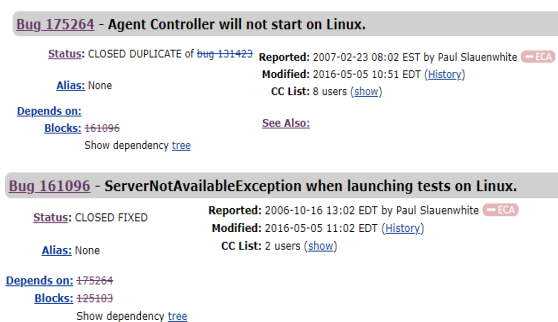 Bug 175264 - Agent Controller will not start on Linux.
Status: CLOSED DUPLICATE of bug 131423
Reported: 2007-02-23 08:02 EST by Paul Slauenwhite — ECA
Modified: 2016-05-05 10:51 EDT (History)
Alias: None
CC List: 8 users (show)
Depends on:
Blocks: 161096
See Also:
Show dependency tree
Bug 161096 - ServerNotAvailableException when launching tests on Linux.
Status: CLOSED FIXED
Reported: 2006-10-16 13:02 EDT by Paul Slauenwhite — ECA
Modified: 2016-05-05 11:02 EDT (History)
Alias: None
CC List: 2 users (show)
Depends on: 175264
Blocks: 125103
Show dependency tree